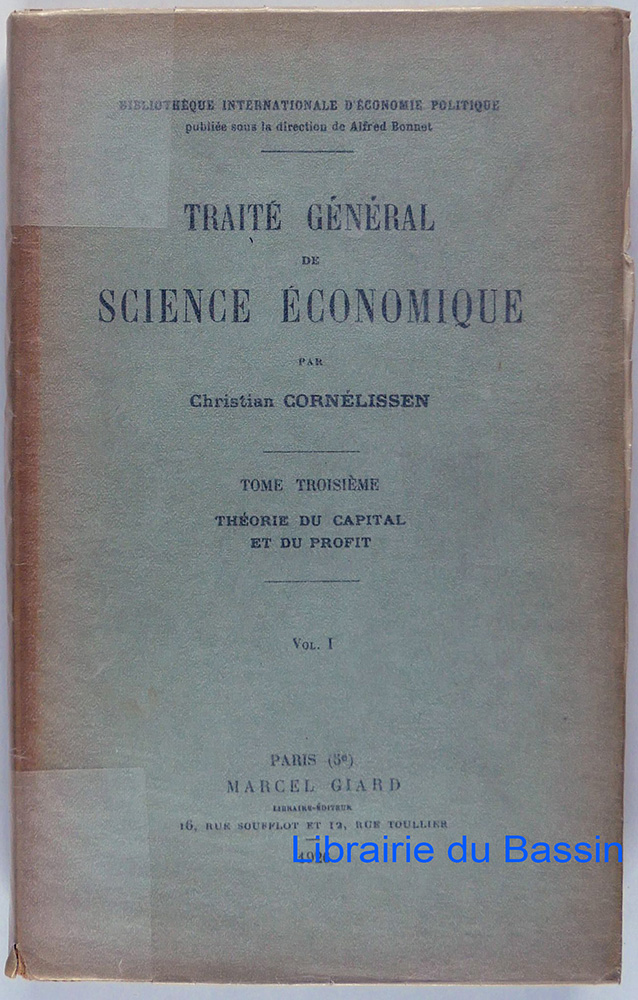 BIBLIOTHÈQUE INTERNATIONALE D'ÉCONOMIE POLITIQUE
publiée sous la direction de Alfred Bonnet
TRAITÉ GÉNÉRAL
DE
SCIENCE ÉCONOMIQUE
PAR
Christian CORNÉLISSEN
TOME TROISIÈME
THÉORIE DU CAPITAL
ET DU PROFIT
VOL. I
PARIS (5e)
MARCEL GIARD
LIBRAIRE-ÉDITEUR
16, RUE SOUFFLOT ET 12, RUE TOULLIER
1926
Librairie du Bassin